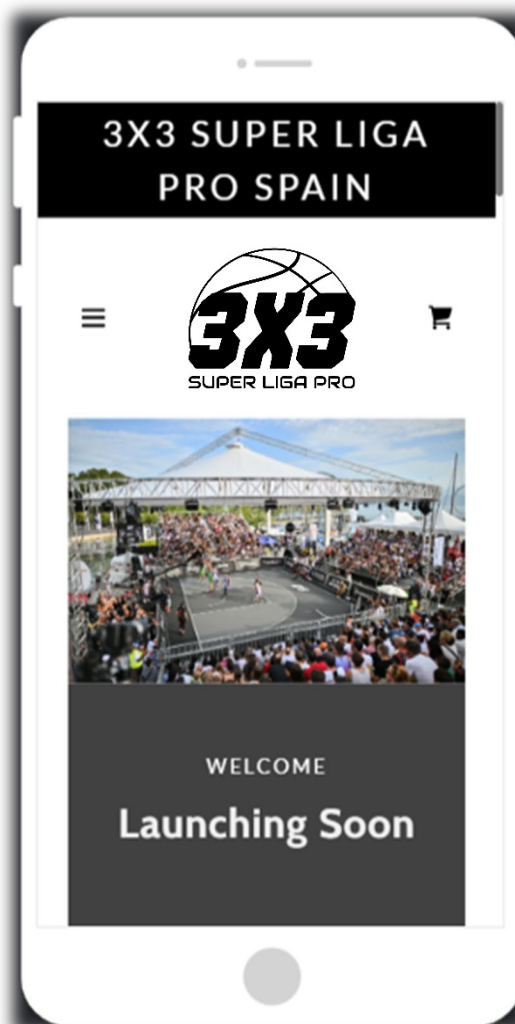 3X3 SUPER LIGA
PRO SPAIN
3X3
SUPER LIGA PRO
WELCOME
Launching Soon